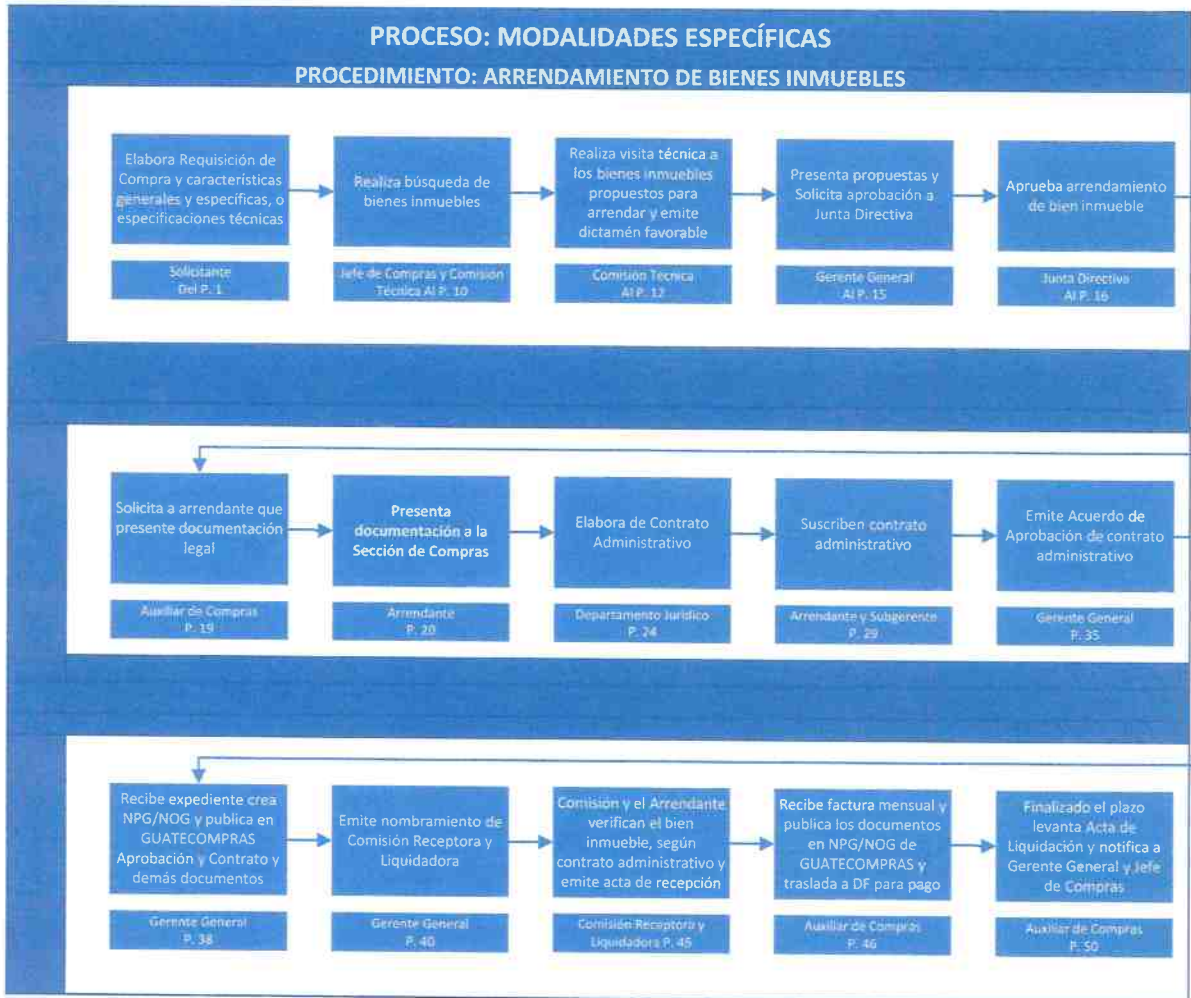 PROCESO: MODALIDADES ESPECÍFICAS
PROCEDIMIENTO: ARRENDAMIENTO DE BIENES INMUEBLES
Elabora Requisición de
Compra y características
generales y específicas, o
especificaciones técnicas
Solicitante
Del P. 1
Realiza búsqueda de
bienes inmuebles
Jefe de Compras y Comisión
Técnica Al P. 10
Realiza visita técnica a
los bienes inmuebles
propuestos para
arrendar y emite
dictamén favorable
Comisión Técnica
Al P. 12
Presenta propuestas y
Solicita aprobación a
Junta Directiva
Gerente General
Al P. 15
Aprueba arrendamiento
de bien inmueble
Junta Directiva
Al P. 16
Solicita a arrendante que
presente documentación
legal
Auxiliar de Compras
P. 19
Presenta
documentación a la
Sección de Compras
Arrendante
P. 20
Elabora de Contrato
Administrativo
Departamento Jurídico
P. 24
Suscriben contrato
administrativo
Arrendante y Subgerente
P. 29
Emite Acuerdo de
Aprobación de contrato
administrativo
Gerente General
P. 35
Recibe expediente crea
NPG/NOG y publica en
GUATECOMPRAS
Aprobación y Contrato y
demás documentos
Gerente General
P. 38
Emite nombramiento de
Comisión Receptora y
Liquidadora
Gerente General
P. 40
Comisión y el Arrendante
verifican el bien
inmueble, según
contrato administrativo y
emite acta de recepción
Comisión Receptora y
Liquidadora P. 45
Recibe factura mensual y
publica los documentos
en NPG/NOG de
GUATECOMPRAS y
traslada a DF para pago
Auxiliar de Compras
P. 46
Finalizado el plazo
levanta Acta de
Liquidación y notifica a
Gerente General y Jefe
de Compras
Auxiliar de Compras
P. 50